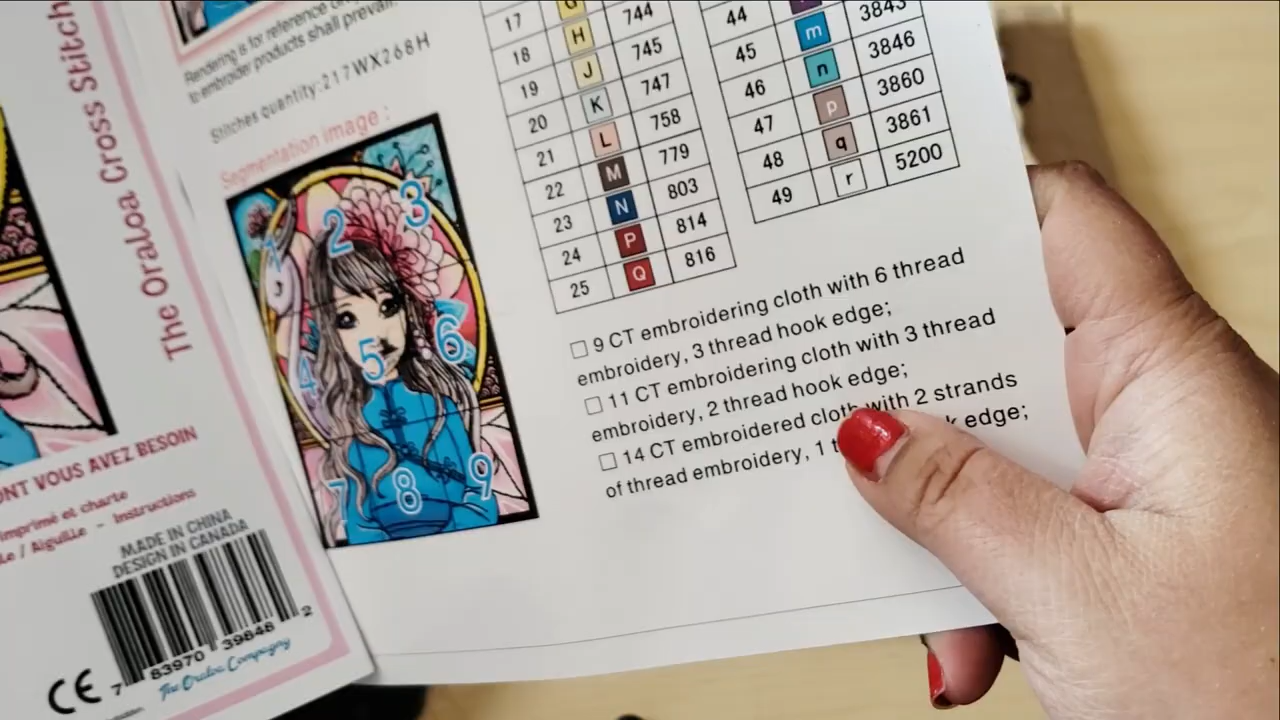 The Oraloa Cross Stitch
ONT VOUS AVEZ BESOIN
imprimé et charte
le / Aiguille - Instructions
MADE IN CHINA
DESIGN IN CANADA
7 83970 39848 2
The Oraloa Company
CE
Rendering is for reference
to embroider products shall prevail.
Stitches quantity:217WX268H
Segmentation image :
1 2 3
4 5 6
7 8 9
17 G 744
18 H 745
19 J 747
20 K 758
21 L 779
22 M 803
23 N 814
24 P 816
25 Q
44 3843
45 m 3846
46 n 3860
47 p 3861
48 q 5200
49 r
9 CT embroidering cloth with 6 thread
embroidery, 3 thread hook edge;
11 CT embroidering cloth with 3 thread
embroidery, 2 thread hook edge;
14 CT embroidered cloth with 2 strands
of thread embroidery, 1 edge;